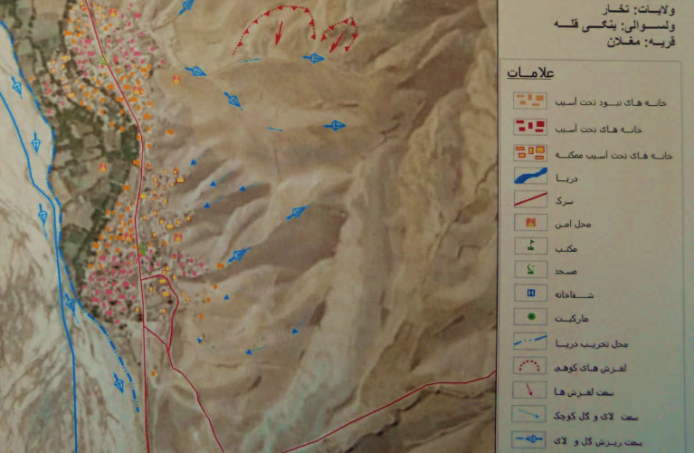 ولایات: تخار
ولسوالی: ینگی قلعه
قریه: مغلان
علامات
خانه های نبود تحت آسیب
خانه های تحت آسیب
خانه های تحت آسیب ممکنه
دریا
سرک
محل امن
مکتب
مسجد
شفاخانه
مارکیت
محل تخریب دریا
لغزش های کوهی
سمت لغزش ها
سمت لای و گل کوچک
سمت ریزش گل و لای